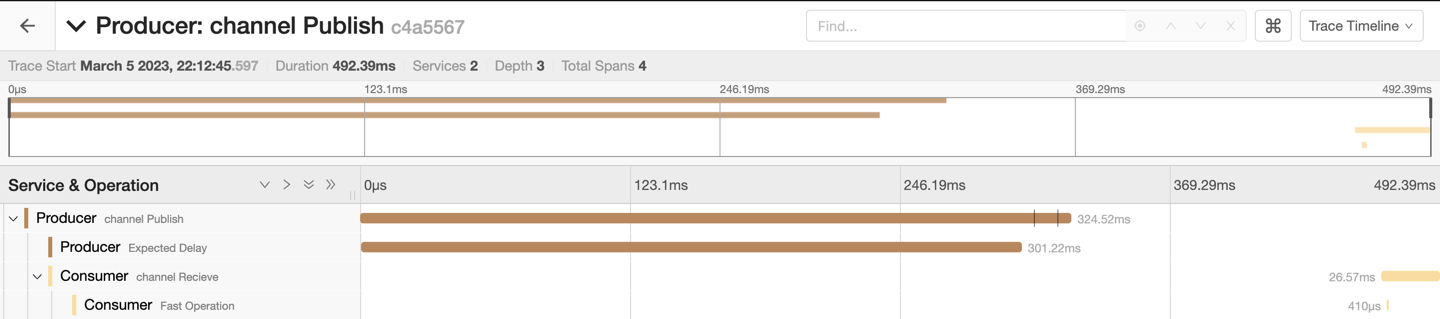 Producer: channel Publish c4a5567
Find...
Trace Timeline
Trace Start March 5 2023, 22:12:45.597 Duration 492.39ms Services 2 Depth 3 Total Spans 4
0μs 123.1ms 246.19ms 369.29ms 492.39ms
Service & Operation 0μs 123.1ms 246.19ms 369.29ms 492.39ms
Producer channel Publish 324.52ms
Producer Expected Delay 301.22ms
Consumer channel Recieve 26.57ms
Consumer Fast Operation 410μs